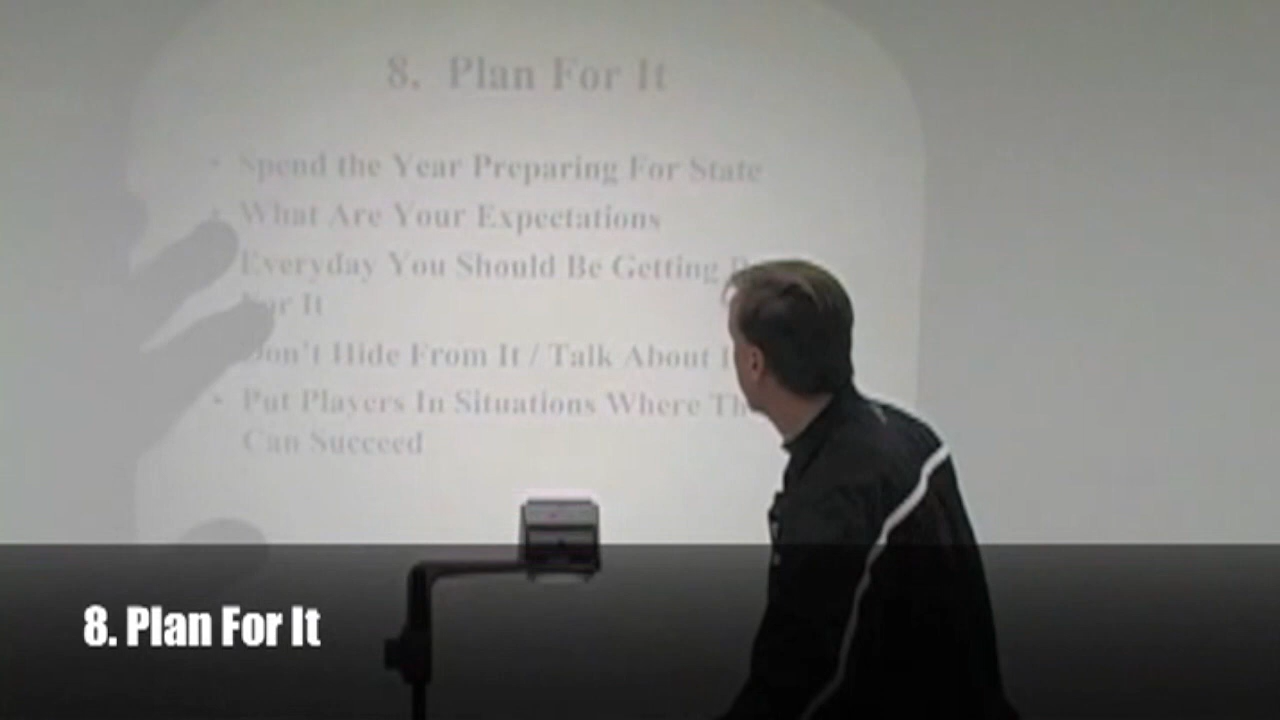 8. Plan For It
• Spend the Year Preparing For State
• What Are Your Expectations
Everyday You Should Be Getting
For It
Don't Hide From It / Talk About
• Put Players In Situations Where
Can Succeed
8. Plan For It